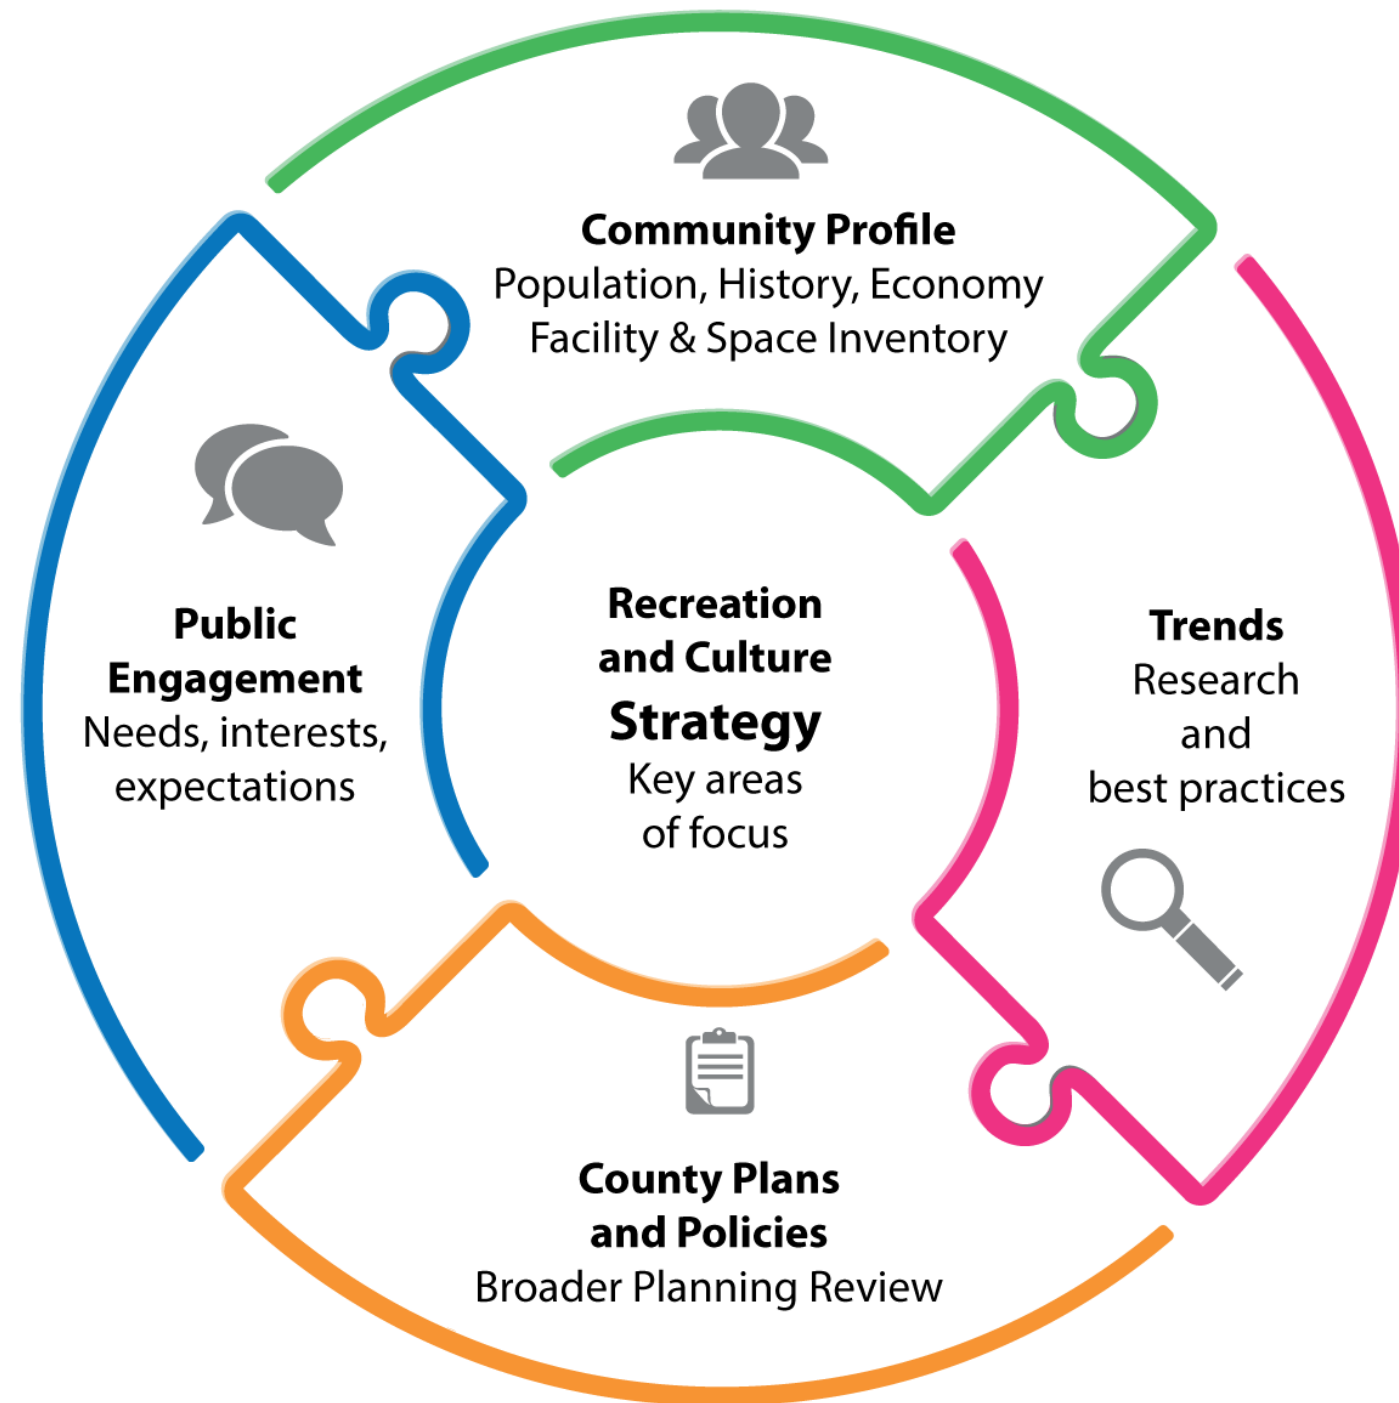 Community Profile
Population, History, Economy
Facility & Space Inventory
Public
Engagement
Needs, interests,
expectations
Recreation
and Culture
Strategy
Key areas
of focus
Trends
Research
and
best practices
County Plans
and Policies
Broader Planning Review